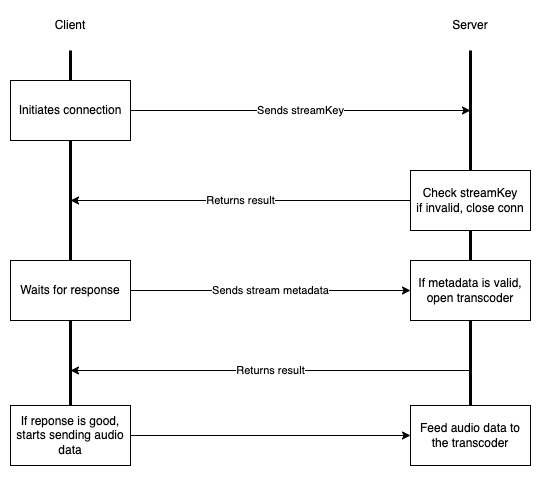 Client
Server
Initiates connection
Sends streamKey
Check streamKey
if invalid, close conn
Returns result
Waits for response
Sends stream metadata
If metadata is valid,
open transcoder
Returns result
If reponse is good,
starts sending audio
data
Feed audio data to
the transcoder